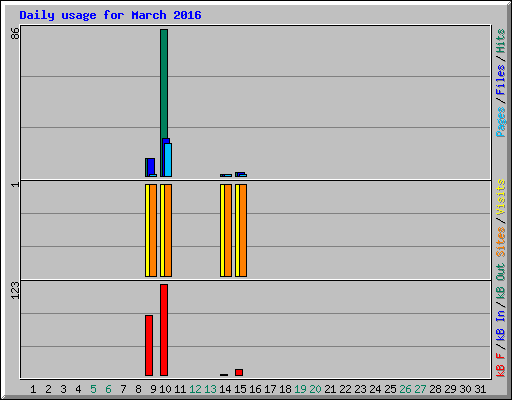 Daily usage for March 2016
86
Pages / Files / Hits
1
Sites / Visits
123
kB F / kB In / kB Out
1 2 3 4 5 6 7 8 9 10 11 12 13 14 15 16 17 18 19 20 21 22 23 24 25 26 27 28 29 30 31